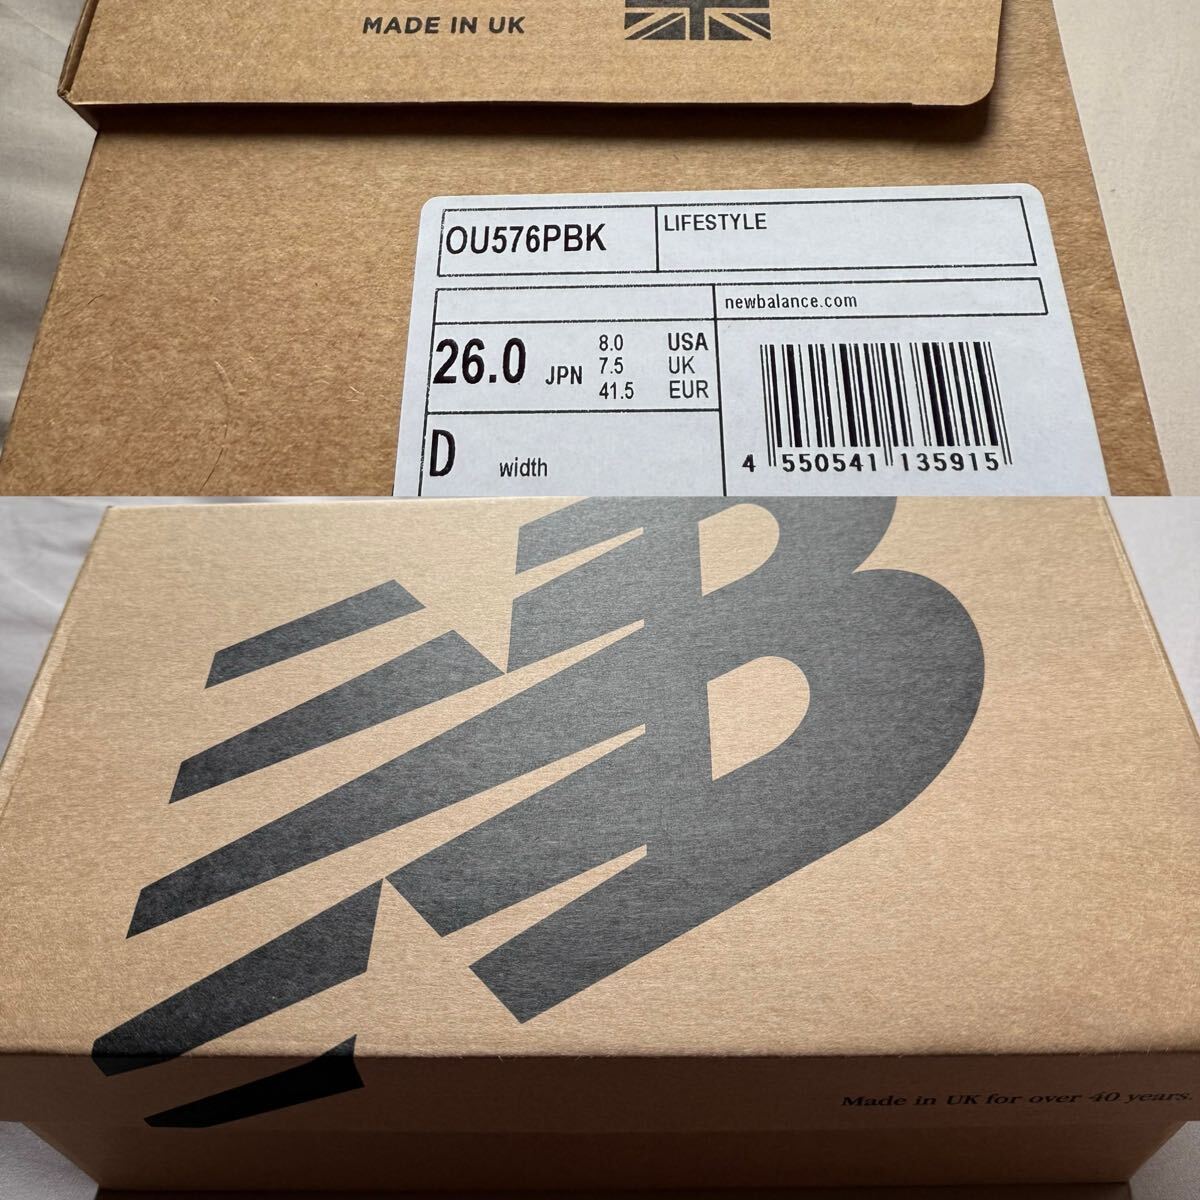 MADE IN UK
OU576PBK
LIFESTYLE
newbalance.com
26.0 JPN
8.0 USA
7.5 UK
41.5 EUR
D width
4 550541 135915
NB
Made in UK for over 40 years.